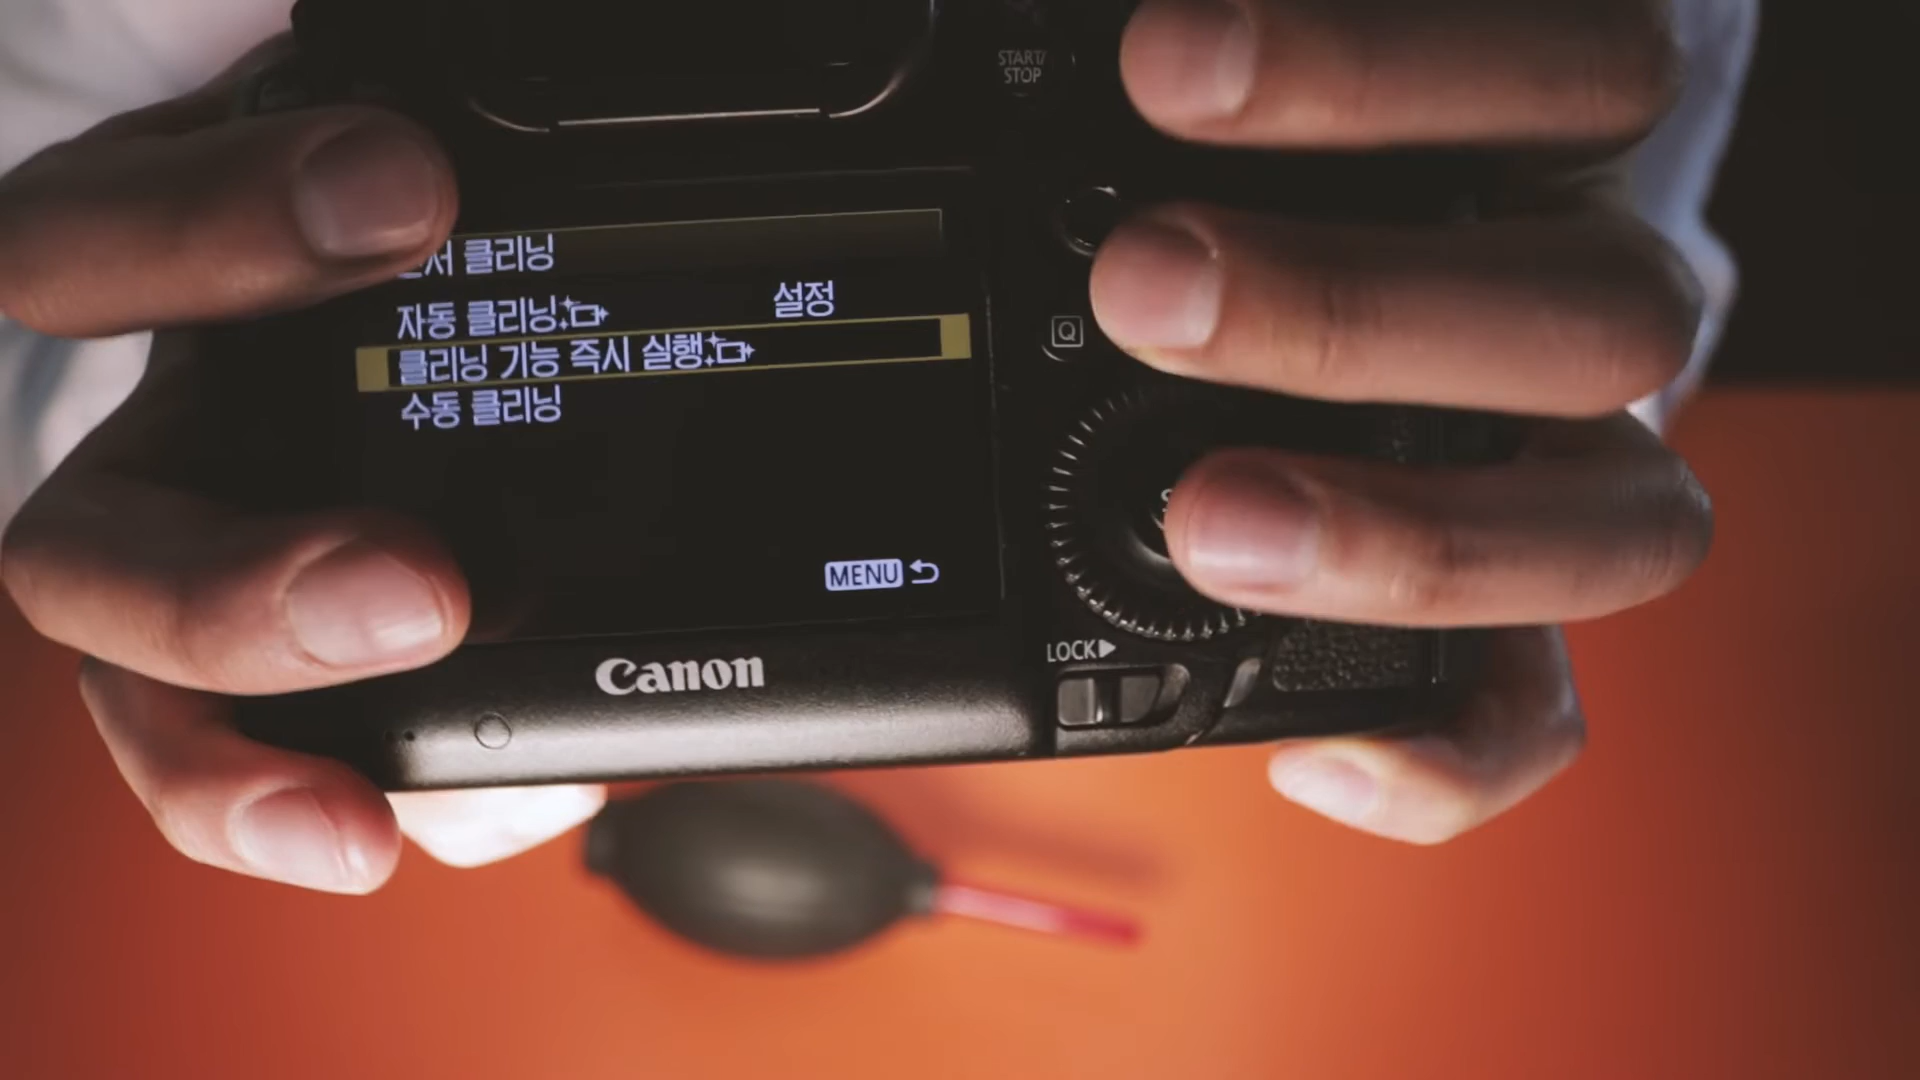 START/
STOP
클리닝
자동 클리닝 설정
클리닝 기능 즉시 실행
수동 클리닝
Q
MENU
LOCK
Canon